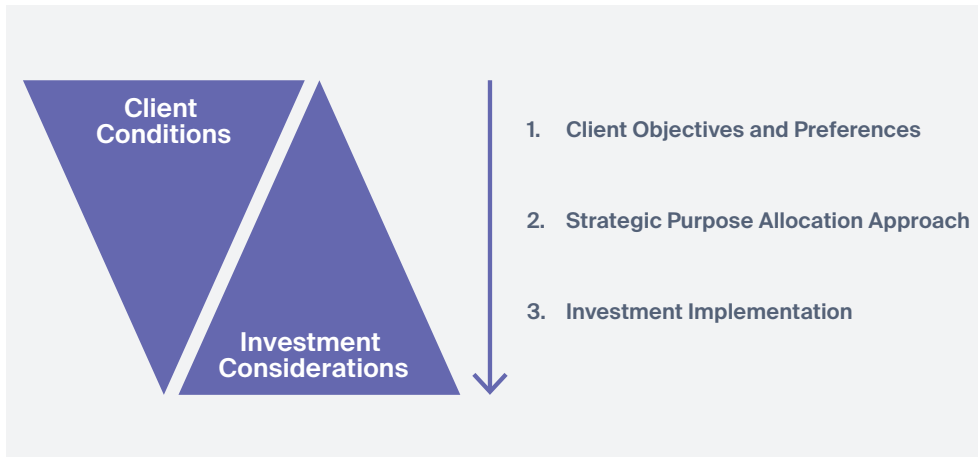 Client
Conditions
Investment
Considerations
1. Client Objectives and Preferences
2. Strategic Purpose Allocation Approach
3. Investment Implementation